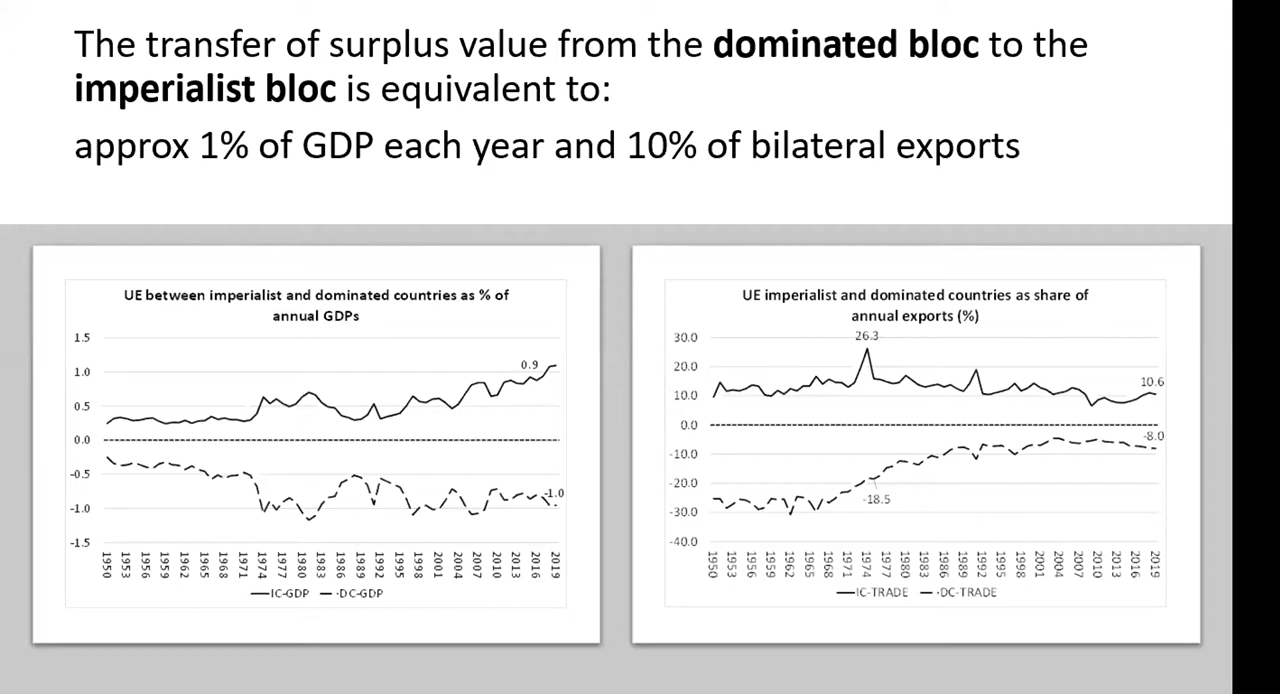 The transfer of surplus value from the dominated bloc to the
imperialist bloc is equivalent to:
approx 1% of GDP each year and 10% of bilateral exports
UE between imperialist and dominated countries as % of
annual GDPs
1.5
1.0
0.5
0.0
-0.5
-1.0
-1.5
0.9
-1.0
1950 1953 1956 1959 1962 1965 1968 1971 1974 1977 1980 1983 1986 1989 1992 1995 1998 2001 2004 2007 2010 2013 2016 2019
IC-GDP DC-GDP
UE imperialist and dominated countries as share of
annual exports (%)
26.3
30.0
20.0
10.0
0.0
-10.0
-20.0
-30.0
-40.0
10.6
-8.0
-18.5
1950 1953 1956 1959 1962 1965 1968 1971 1974 1977 1980 1983 1986 1989 1992 1995 1998 2001 2004 2007 2010 2013 2016 2019
IC-TRADE DC-TRADE